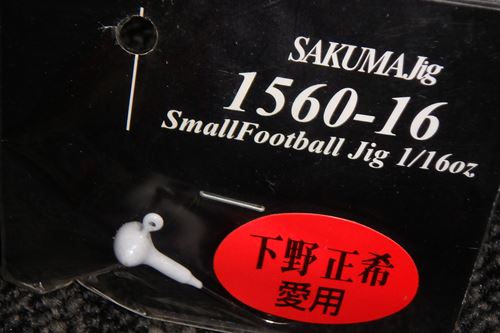 SAKUMAJig
1560-16
SmallFootball Jig 1/16oz
下野 正希
愛用